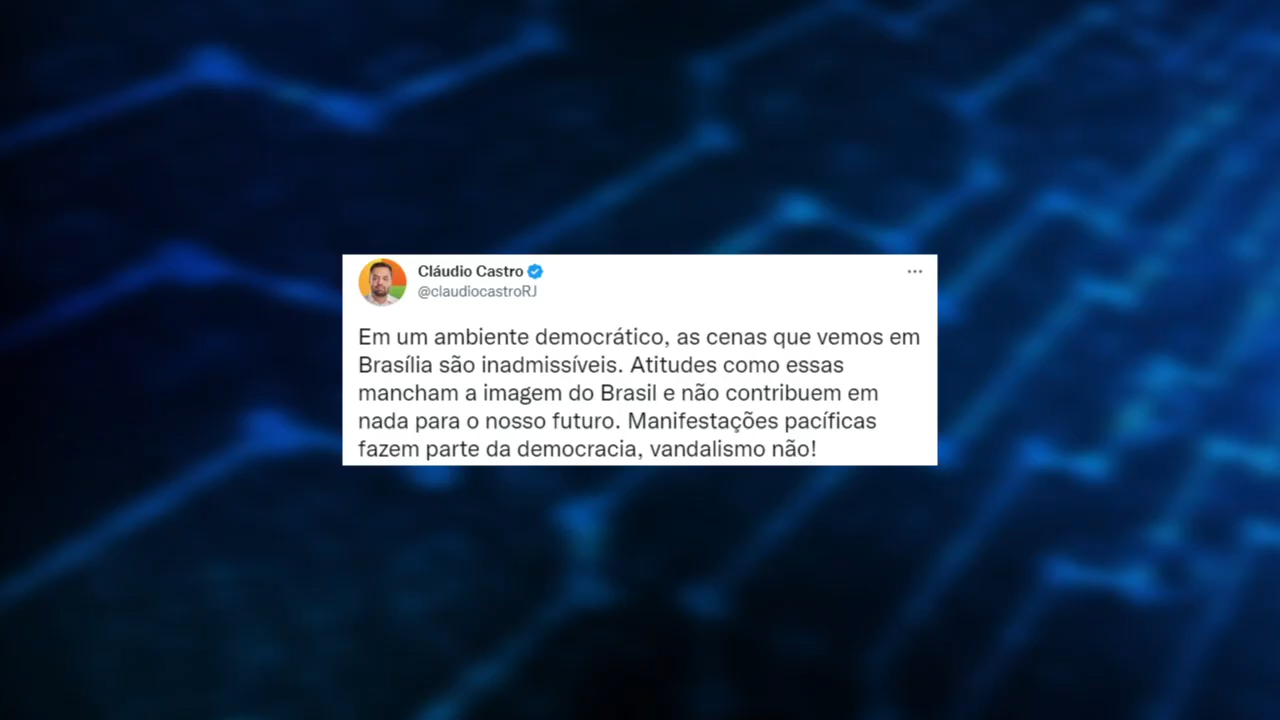 Cláudio Castro
@claudiocastroRJ
Em um ambiente democrático, as cenas que vemos em
Brasília são inadmissíveis. Atitudes como essas
mancham a imagem do Brasil e não contribuem em
nada para o nosso futuro. Manifestações pacíficas
fazem parte da democracia, vandalismo não!